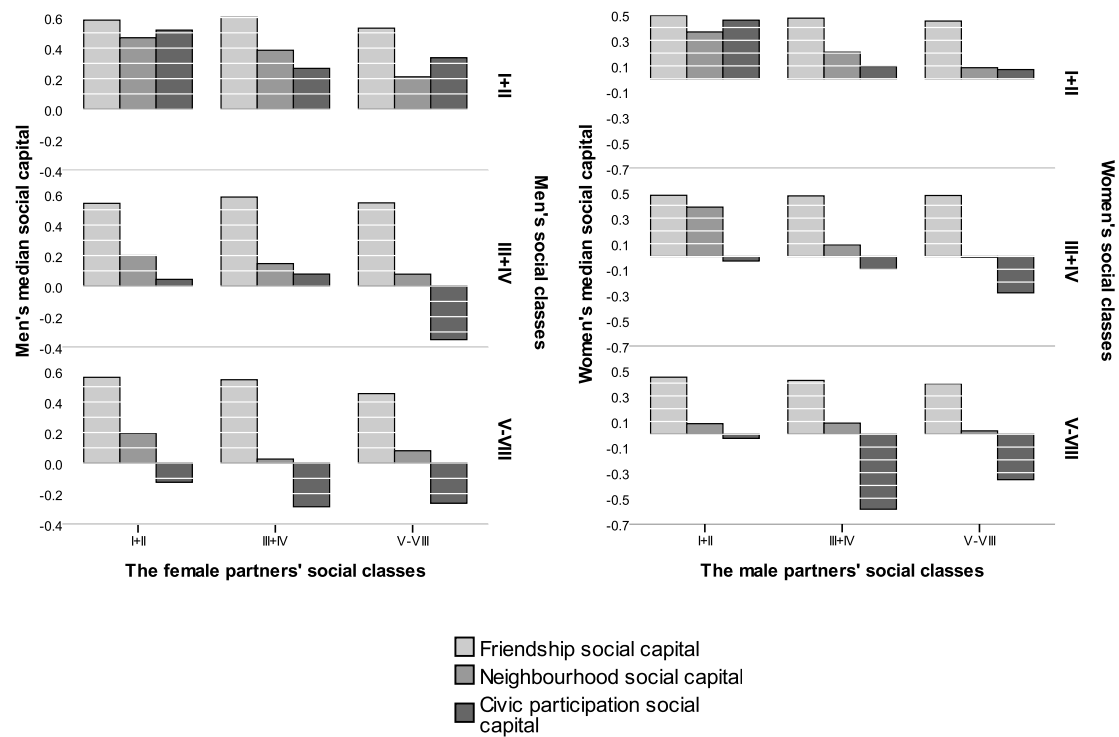 Men's median social capital
0.6
0.4
0.2
0.0
-0.2
-0.4
0.6
0.4
0.2
0.0
-0.2
-0.4
0.6
0.4
0.2
0.0
-0.2
-0.4
I+II
III+IV
V-VIII
Men's social classes
I+II
III+IV
V-VIII
The female partners' social classes
Women's median social capital
0.5
0.3
0.1
-0.1
-0.3
-0.5
-0.7
0.5
0.3
0.1
-0.1
-0.3
-0.5
-0.7
0.5
0.3
0.1
-0.1
-0.3
-0.5
-0.7
I+II
III+IV
V-VIII
Women's social classes
I+II
III+IV
V-VIII
The male partners' social classes
Friendship social capital
Neighbourhood social capital
Civic participation social
capital